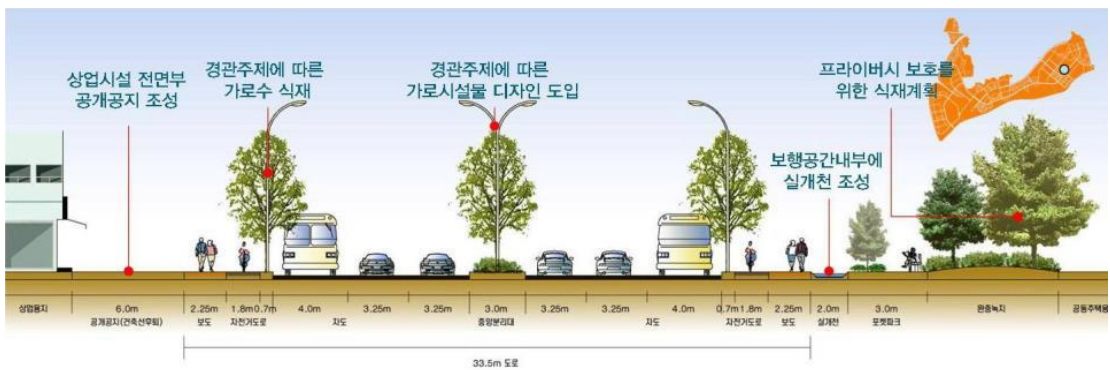 상업시설 전면부
공개공지 조성
경관주제에 따른
가로수 식재
경관주제에 따른
가로시설물 디자인 도입
프라이버시 보호를
위한 식재계획
보행공간내부에
실개천 조성
상업용지 6.0m 2.25m 1.8m 0.7m 4.0m 3.25m 3.25m 3.0m 3.25m 3.25m 4.0m 0.7m 1.8m 2.25m 2.0m 3.0m 완충녹지 공동주택용
공개공지(건축선후퇴) 보도 자전거도로 차도 중앙분리대 차도 자전거도로 보도 실개천 포켓파크
33.5m 도로